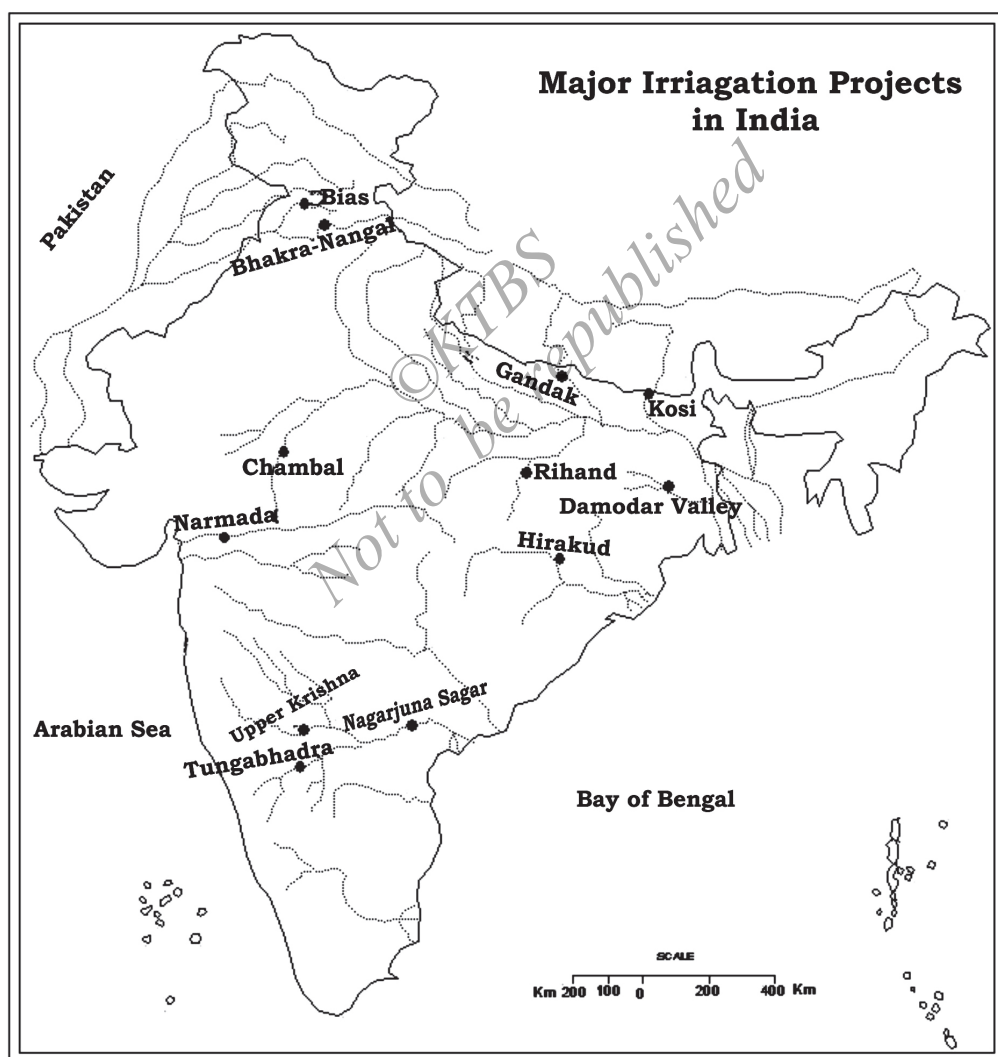 Major Irriagation Projects
in India
Pakistan
Bias
Bhakra-Nangal
©KTBS
Not to be republished
Gandak
Kosi
Chambal
Rihand
Damodar Valley
Narmada
Hirakud
Upper Krishna
Nagarjuna Sagar
Arabian Sea
Tungabhadra
Bay of Bengal
SCALE
Km 200 100 0 200 400 Km